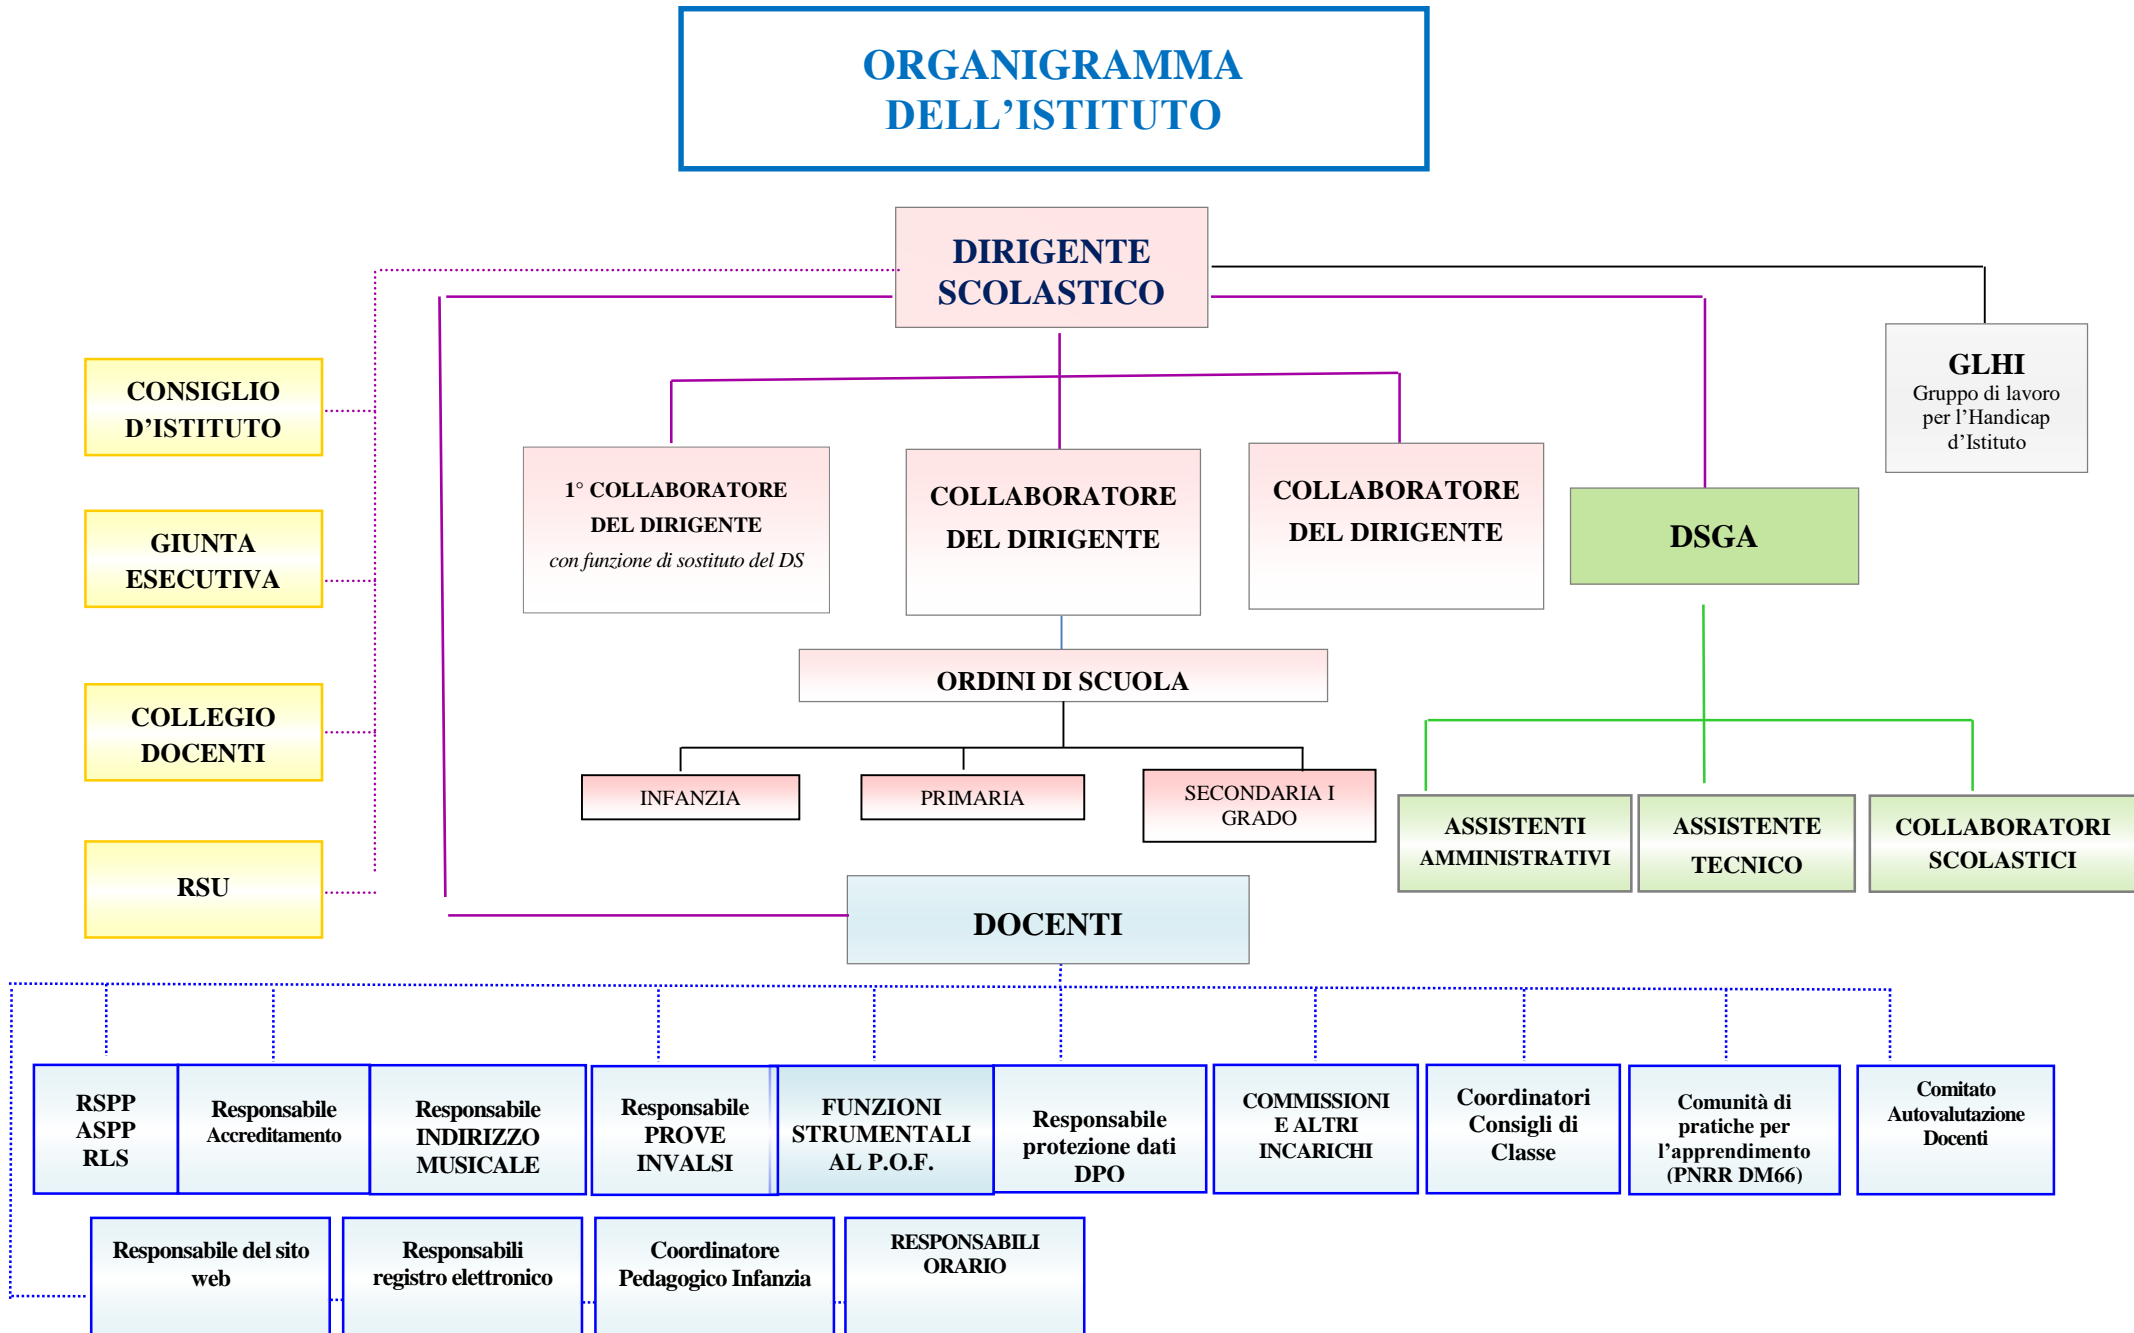 ORGANIGRAMMA
DELL’ISTITUTO
DIRIGENTE
SCOLASTICO
CONSIGLIO
D’ISTITUTO
GIUNTA
ESECUTIVA
COLLEGIO
DOCENTI
RSU
1° COLLABORATORE
DEL DIRIGENTE
con funzione di sostituto del DS
COLLABORATORE
DEL DIRIGENTE
COLLABORATORE
DEL DIRIGENTE
DSGA
GLHI
Gruppo di lavoro
per l’Handicap
d’Istituto
ORDINI DI SCUOLA
INFANZIA
PRIMARIA
SECONDARIA I
GRADO
ASSISTENTI
AMMINISTRATIVI
ASSISTENTE
TECNICO
COLLABORATORI
SCOLASTICI
DOCENTI
RSPP
ASPP
RLS
Responsabile
Accreditamento
Responsabile
INDIRIZZO
MUSICALE
Responsabile
PROVE
INVALSI
FUNZIONI
STRUMENTALI
AL P.O.F.
Responsabile
protezione dati
DPO
COMMISSIONI
E ALTRI
INCARICHI
Coordinatori
Consigli di
Classe
Comunità di
pratiche per
l’apprendimento
(PNRR DM66)
Comitato
Autovalutazione
Docenti
Responsabile del sito
web
Responsabili
registro elettronico
Coordinatore
Pedagogico Infanzia
RESPONSABILI
ORARIO